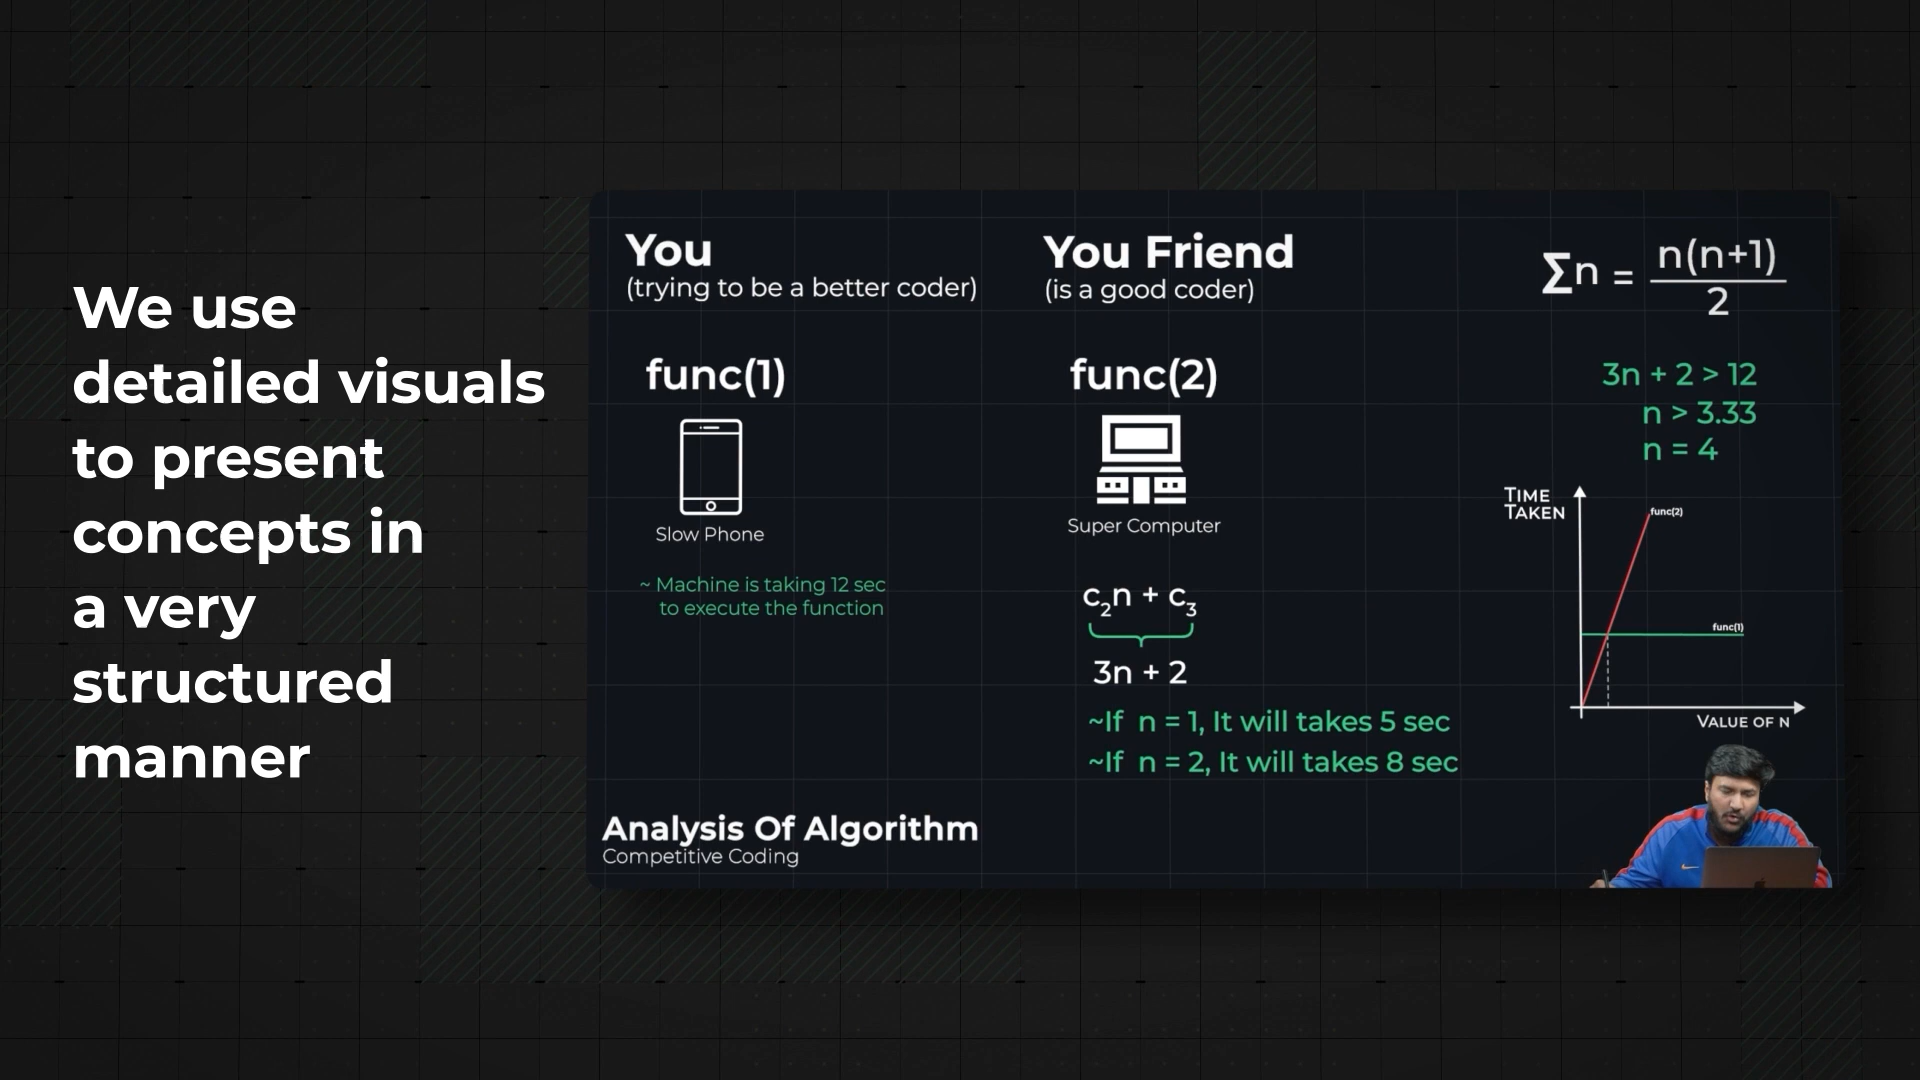 We use
detailed visuals
to present
concepts in
a very
structured
manner
You
(trying to be a better coder)
func(1)
Slow Phone
~ Machine is taking 12 sec
to execute the function
You Friend
(is a good coder)
func(2)
Super Computer
c₂n + c₃
3n + 2
~If n = 1, It will takes 5 sec
~If n = 2, It will takes 8 sec
Σn = n(n+1)
2
3n + 2 > 12
n > 3.33
n = 4
TIME
TAKEN
func(2)
func(1)
VALUE OF N
Analysis Of Algorithm
Competitive Coding